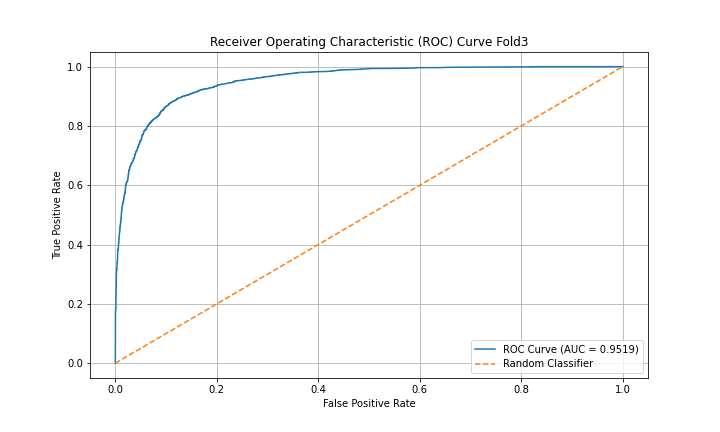 Receiver Operating Characteristic (ROC) Curve Fold3
True Positive Rate
1.0
0.8
0.6
0.4
0.2
0.0
0.0 0.2 0.4 0.6 0.8 1.0
False Positive Rate
ROC Curve (AUC = 0.9519)
Random Classifier